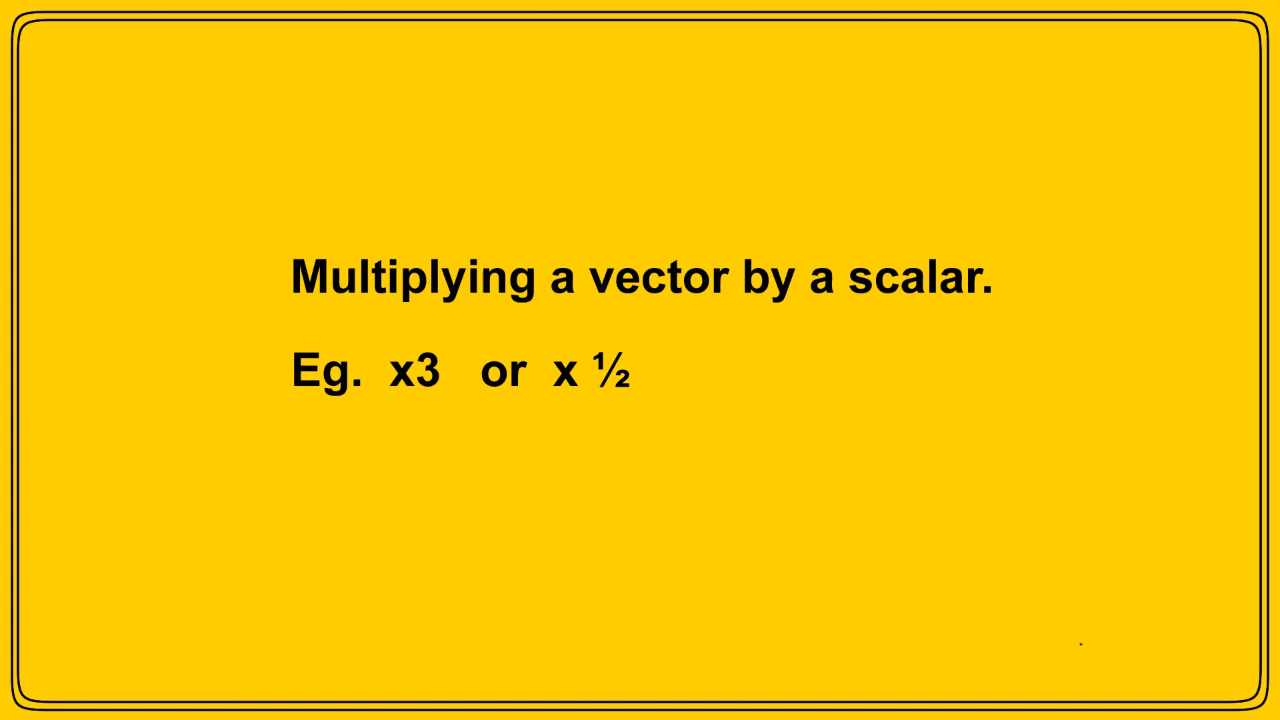 Multiplying a vector by a scalar.
Eg. x3 or x ½